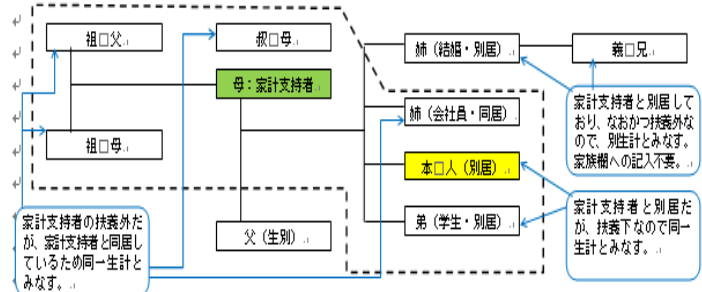 祖□父
叔□母
姉（結婚・別居）
義□兄
母：家計支持者
姉（会社員・同居）
祖□母
本□人（別居）
父（生別）
弟（学生・別居）
家計支持者と別居して
おり、なおかつ扶養外な
ので、別生計とみなす。
家族欄への記入不要。
家計支持者の扶養外だ
が、家計支持者と同居し
ているため同一生計と
みなす。
家計支持者と別居だ
が、扶養下なので同一
生計とみなす。